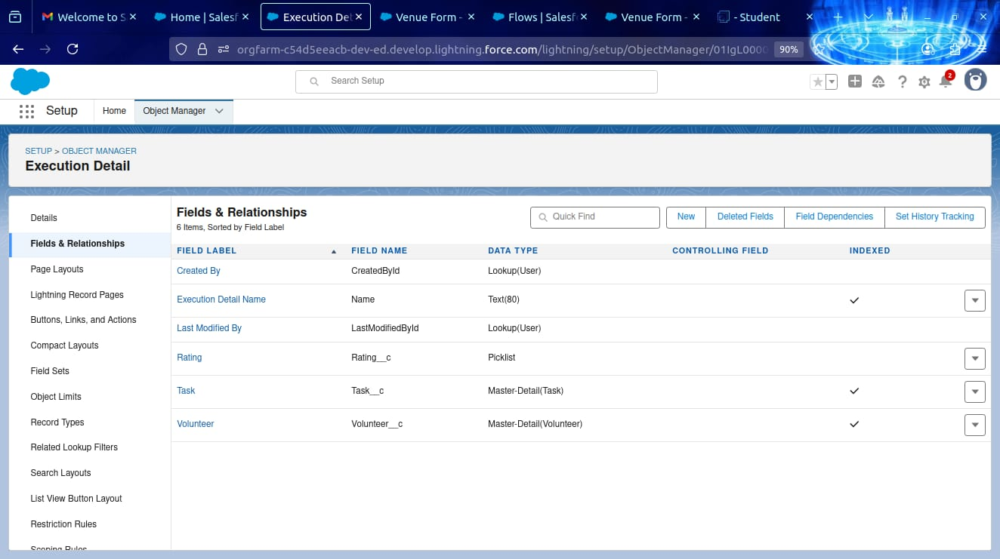 Welcome to S
Home | Salesf
Execution Det
Venue Form -
Flows | Salesf
Venue Form -
- Student
orgfarm-c54d5eeacb-dev-ed.develop.lightning.force.com/lightning/setup/ObjectManager/01IgL0000
90%
Search Setup
2
Setup
Home
Object Manager
SETUP > OBJECT MANAGER
Execution Detail
Details
Fields & Relationships
Page Layouts
Lightning Record Pages
Buttons, Links, and Actions
Compact Layouts
Field Sets
Object Limits
Record Types
Related Lookup Filters
Search Layouts
List View Button Layout
Restriction Rules
Scoping Rules
Fields & Relationships
6 Items, Sorted by Field Label
Quick Find
New
Deleted Fields
Field Dependencies
Set History Tracking
FIELD LABEL FIELD NAME DATA TYPE CONTROLLING FIELD INDEXED
Created By CreatedById Lookup(User)
Execution Detail Name Name Text(80)
Last Modified By LastModifiedById Lookup(User)
Rating Rating__c Picklist
Task Task__c Master-Detail(Task)
Volunteer Volunteer__c Master-Detail(Volunteer)